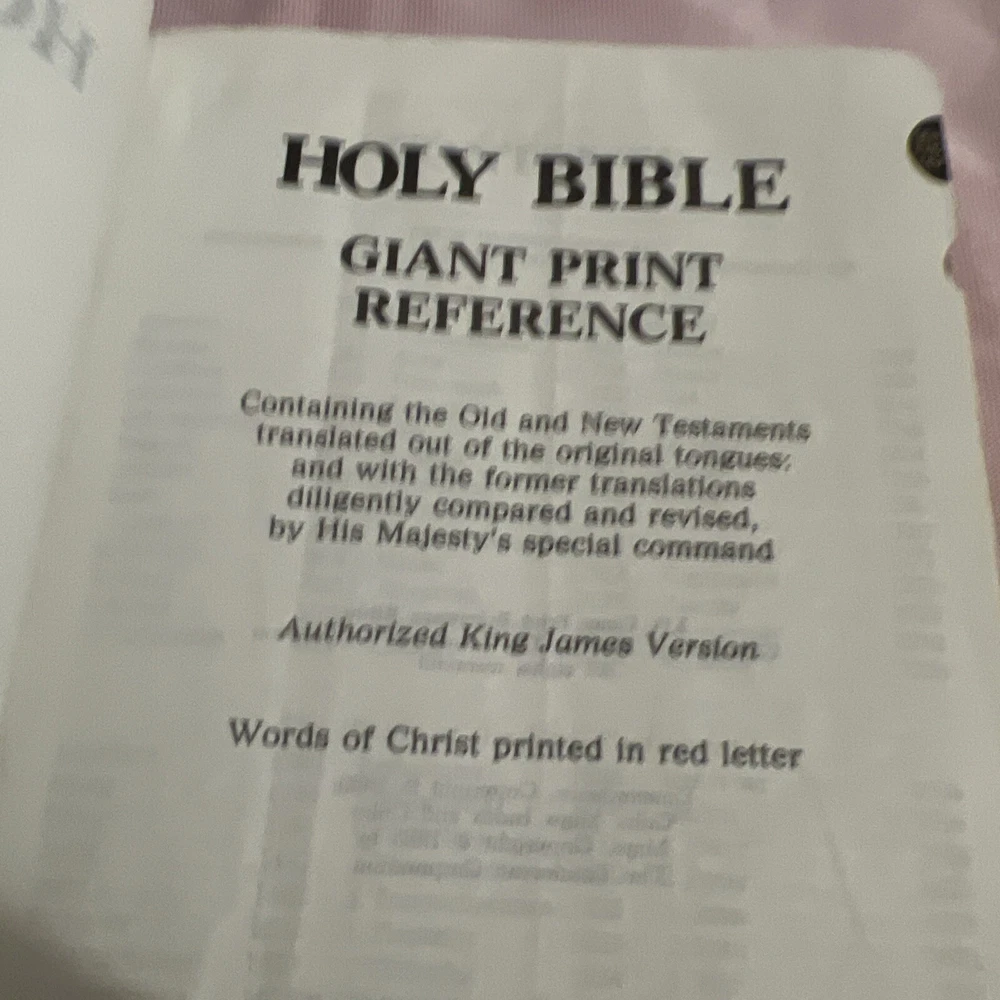 HOLY BIBLE
GIANT PRINT
REFERENCE
Containing the Old and New Testaments
translated out of the original tongues:
and with the former translations
diligently compared and revised,
by His Majesty's special command
Authorized King James Version
Words of Christ printed in red letter